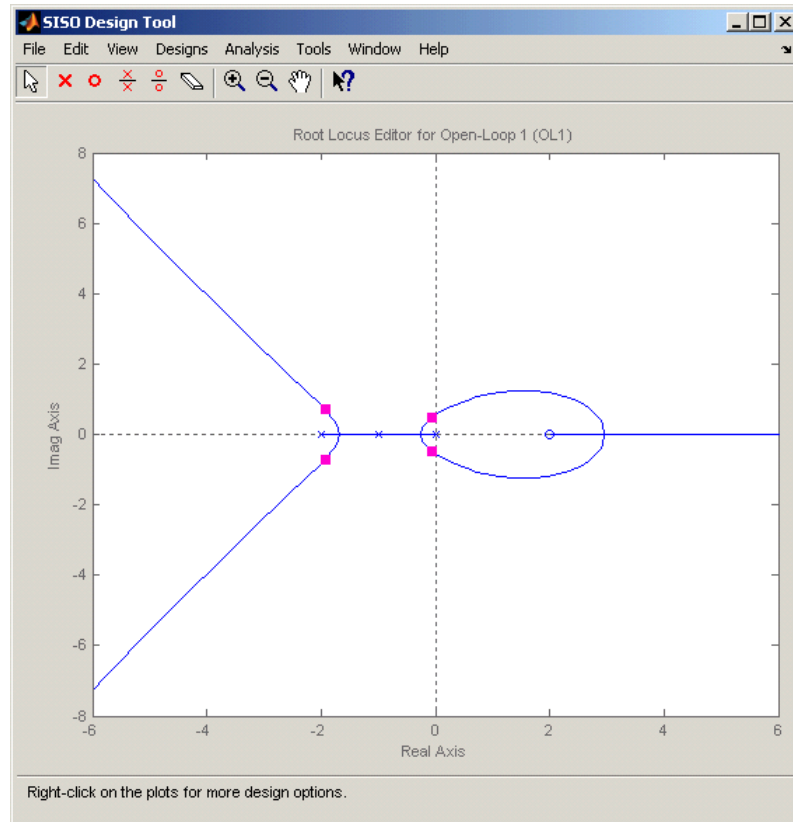 SISO Design Tool
File Edit View Designs Analysis Tools Window Help
Root Locus Editor for Open-Loop 1 (OL1)
8
6
4
2
0
-2
-4
-6
-8
Imag Axis
-6 -4 -2 0 2 4 6
Real Axis
Right-click on the plots for more design options.